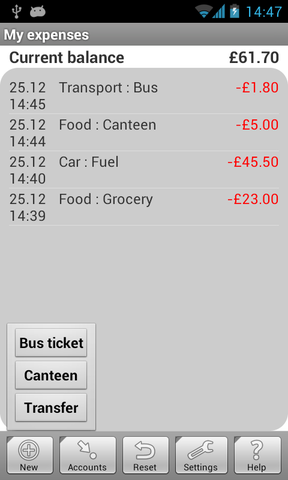 14:47
My expenses
Current balance £61.70
25.12 Transport : Bus -£1.80
14:45
25.12 Food : Canteen -£5.00
14:44
25.12 Car : Fuel -£45.50
14:40
25.12 Food : Grocery -£23.00
14:39
Bus ticket
Canteen
Transfer
New Accounts Reset Settings Help